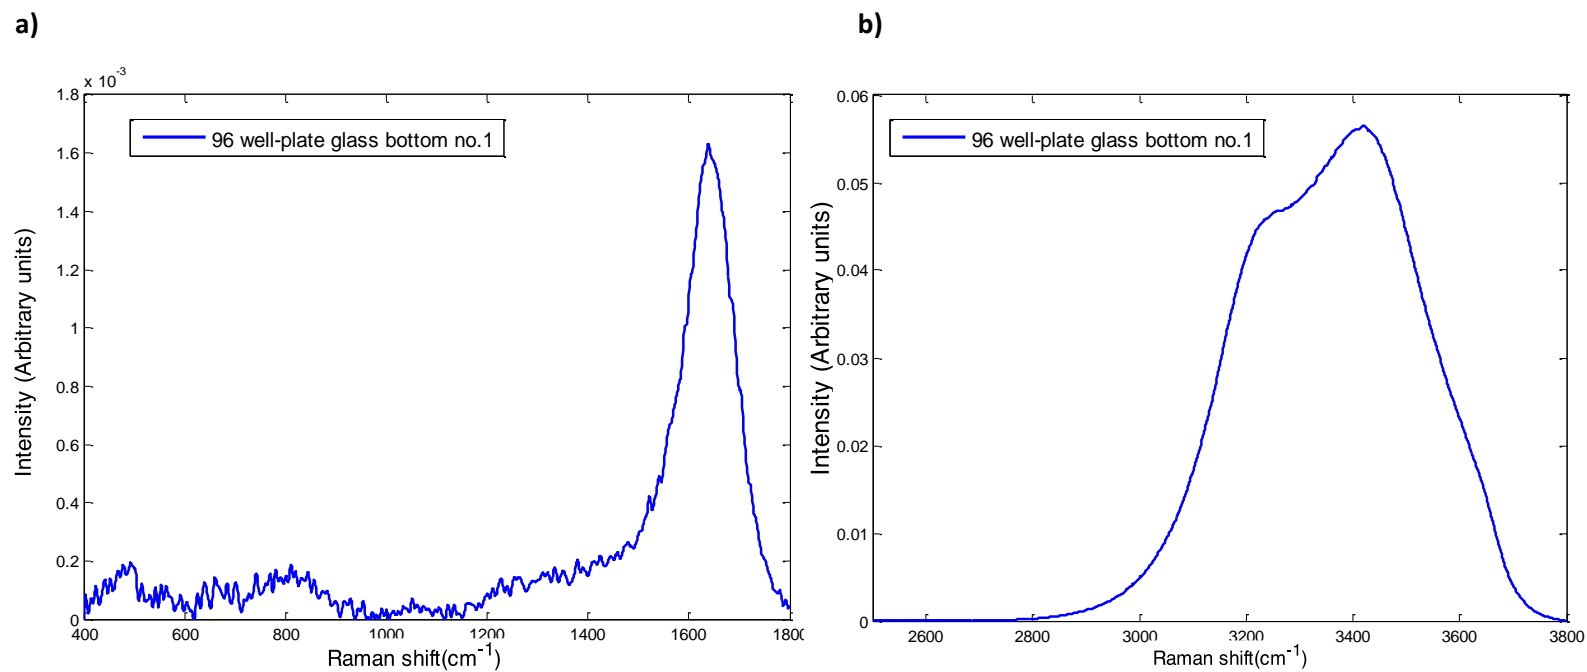 a)
x 10^-3
1.8
1.6
1.4
1.2
1
0.8
0.6
0.4
0.2
0
96 well-plate glass bottom no.1
Intensity (Arbitrary units)
400 600 800 1000 1200 1400 1600 1800
Raman shift(cm^-1)
b)
0.06
0.05
0.04
0.03
0.02
0.01
0
96 well-plate glass bottom no.1
Intensity (Arbitrary units)
2600 2800 3000 3200 3400 3600 3800
Raman shift(cm^-1)